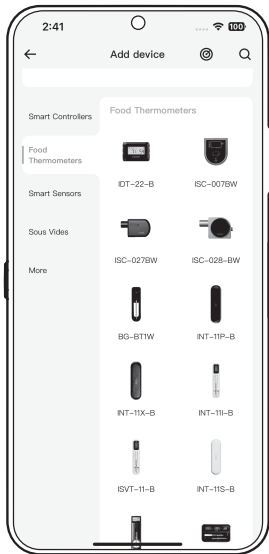 2:41
100
Add device
Smart Controllers
Food
Thermometers
Smart Sensors
Sous Vides
More
Food Thermometers
IDT-22-B
ISC-007BW
ISC-027BW
ISC-028-BW
BG-BT1W
INT-11P-B
INT-11X-B
INT-11I-B
ISVT-11-B
INT-11S-B